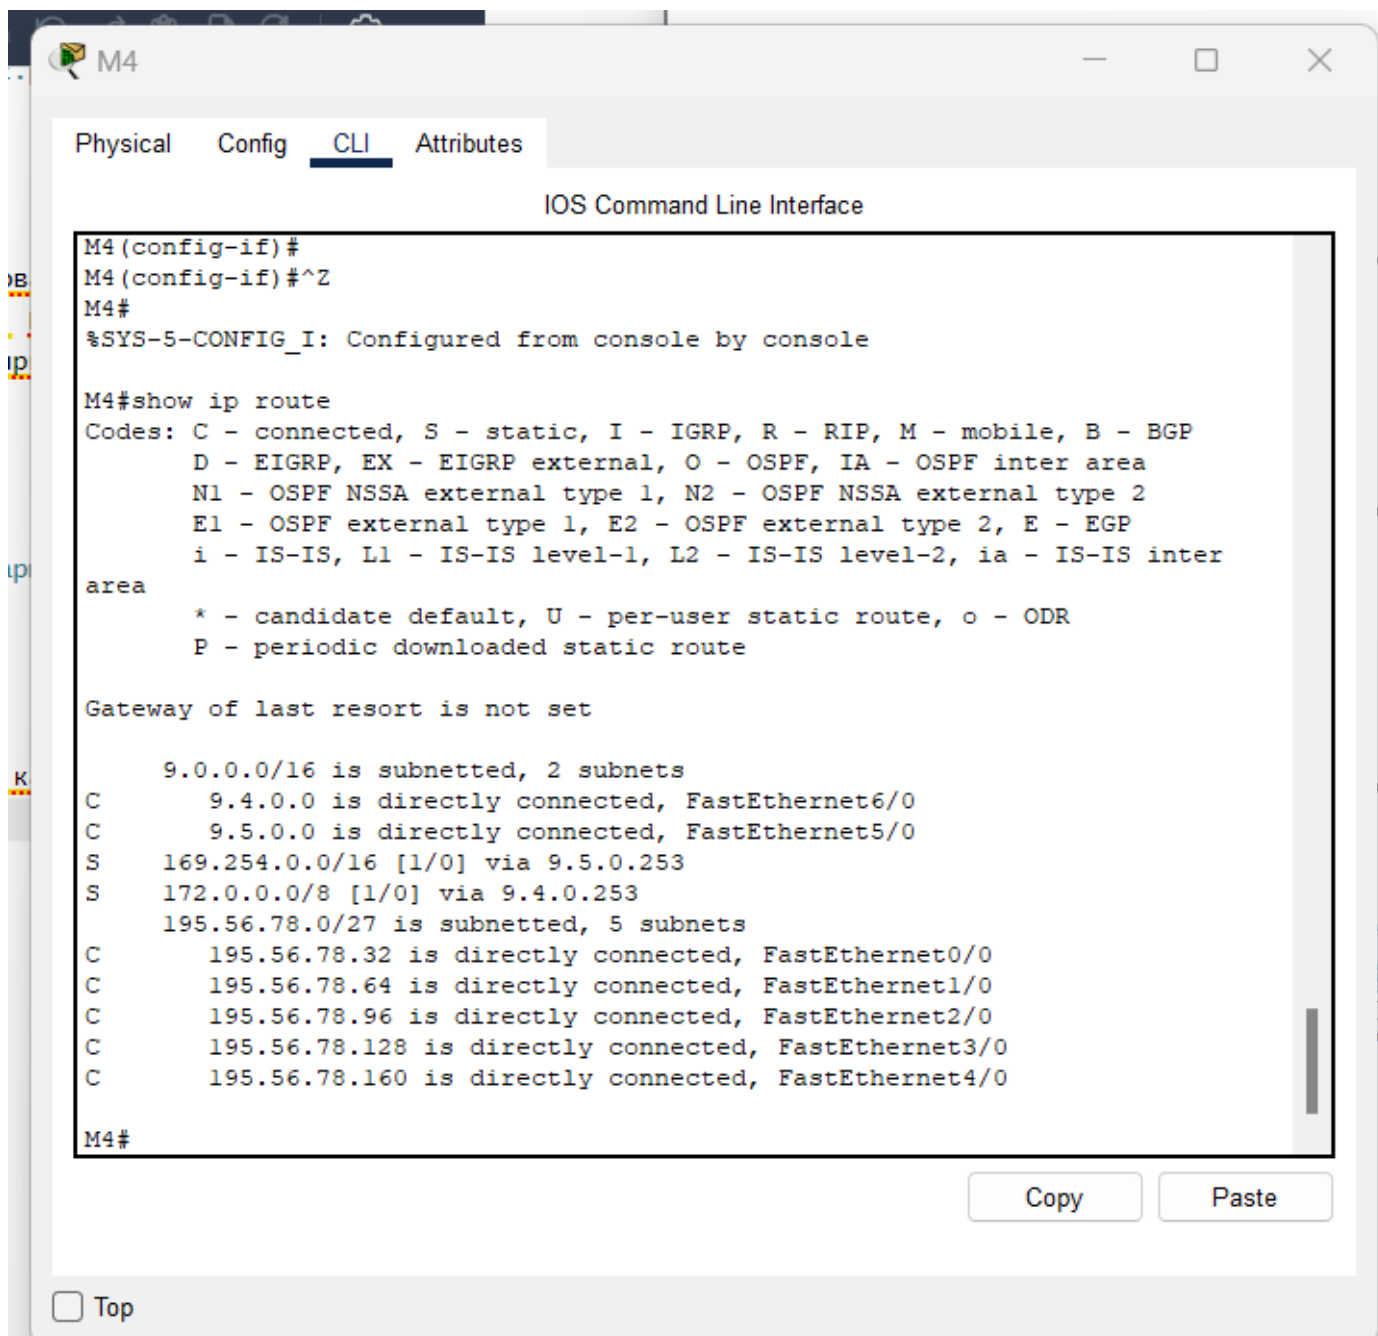 M4
Physical Config CLI Attributes
IOS Command Line Interface
M4(config-if)#
M4(config-if)#^Z
M4#
%SYS-5-CONFIG_I: Configured from console by console
M4#show ip route
Codes: C - connected, S - static, I - IGRP, R - RIP, M - mobile, B - BGP
D - EIGRP, EX - EIGRP external, O - OSPF, IA - OSPF inter area
N1 - OSPF NSSA external type 1, N2 - OSPF NSSA external type 2
E1 - OSPF external type 1, E2 - OSPF external type 2, E - EGP
i - IS-IS, L1 - IS-IS level-1, L2 - IS-IS level-2, ia - IS-IS inter
area
* - candidate default, U - per-user static route, o - ODR
P - periodic downloaded static route
Gateway of last resort is not set
9.0.0.0/16 is subnetted, 2 subnets
C 9.4.0.0 is directly connected, FastEthernet6/0
C 9.5.0.0 is directly connected, FastEthernet5/0
S 169.254.0.0/16 [1/0] via 9.5.0.253
S 172.0.0.0/8 [1/0] via 9.4.0.253
195.56.78.0/27 is subnetted, 5 subnets
C 195.56.78.32 is directly connected, FastEthernet0/0
C 195.56.78.64 is directly connected, FastEthernet1/0
C 195.56.78.96 is directly connected, FastEthernet2/0
C 195.56.78.128 is directly connected, FastEthernet3/0
C 195.56.78.160 is directly connected, FastEthernet4/0
M4#
Copy Paste
Top